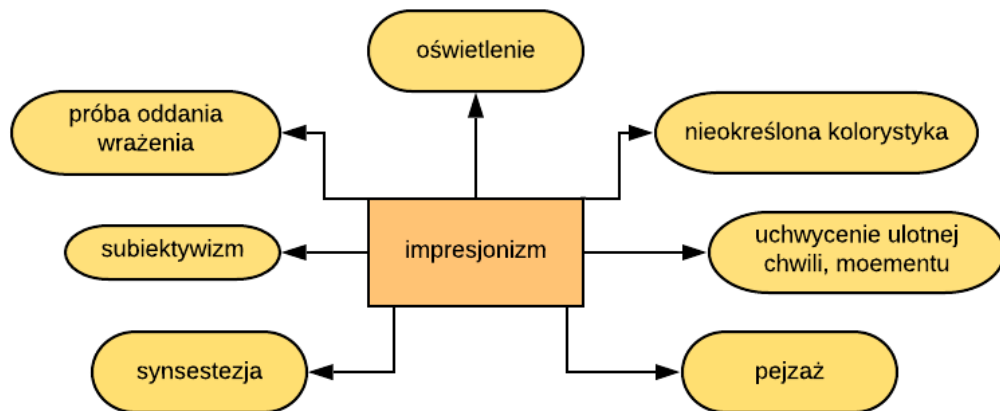 oświetlenie
próba oddania
wrażenia
nieokreślona kolorystyka
subiektywizm
impresjonizm
uchwycenie ulotnej
chwili, moementu
synsestezja
pejzaż